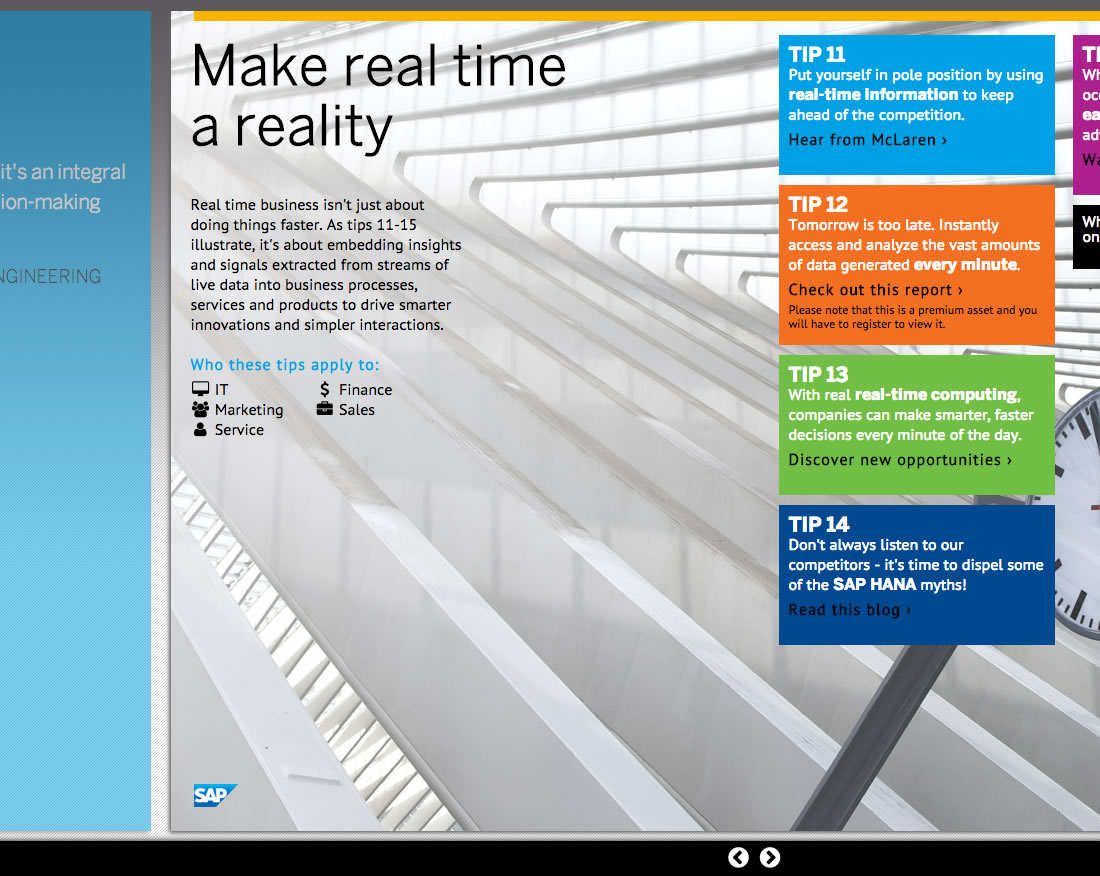 it's an integral
ion-making
NGINEERING
Make real time
a reality
Real time business isn't just about
doing things faster. As tips 11-15
illustrate, it's about embedding insights
and signals extracted from streams of
live data into business processes,
services and products to drive smarter
innovations and simpler interactions.
Who these tips apply to:
IT
$ Finance
Marketing
Sales
Service
SAP
TIP 11
Put yourself in pole position by using
real-time information to keep
ahead of the competition.
Hear from McLaren ›
TIP 12
Tomorrow is too late. Instantly
access and analyze the vast amounts
of data generated every minute.
Check out this report ›
Please note that this is a premium asset and you
will have to register to view it.
TIP 13
With real real-time computing,
companies can make smarter, faster
decisions every minute of the day.
Discover new opportunities ›
TIP 14
Don't always listen to our
competitors - it's time to dispel some
of the SAP HANA myths!
Read this blog ›